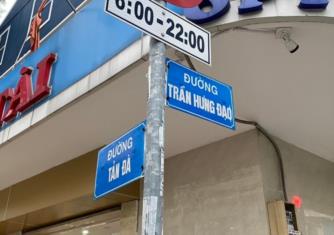 6:00-22:00
ĐƯỜNG
TRẦN HƯNG ĐẠO
ĐƯỜNG
TẢN ĐÀ